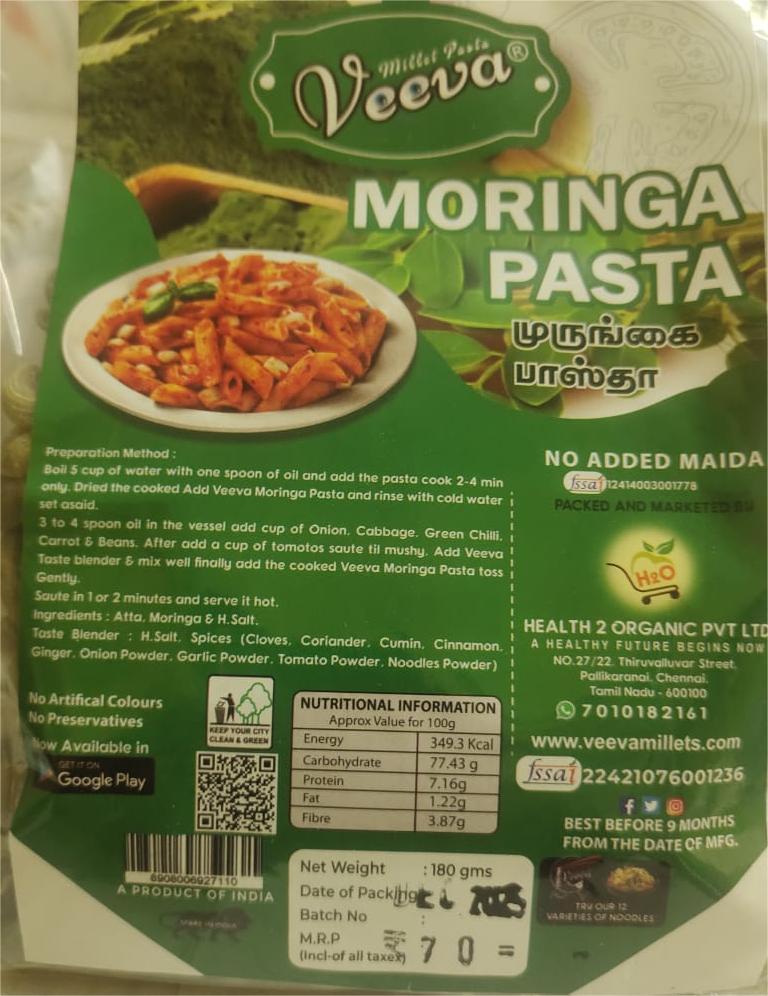 Millet Pasta
Veeva®
MORINGA
PASTA
முருங்கை
பாஸ்தா
Preparation Method :
Boil 5 cup of water with one spoon of oil and add the pasta cook 2-4 min
only. Dried the cooked Add Veeva Moringa Pasta and rinse with cold water
set asaid.
3 to 4 spoon oil in the vessel add cup of Onion, Cabbage, Green Chilli,
Carrot & Beans. After add a cup of tomotos saute til mushy. Add Veeva
Taste blender & mix well finally add the cooked Veeva Moringa Pasta toss
Gently.
Saute in 1 or 2 minutes and serve it hot.
Ingredients : Atta, Moringa & H.Salt.
Taste Blender : H.Salt, Spices (Cloves, Coriander, Cumin, Cinnamon,
Ginger, Onion Powder, Garlic Powder, Tomato Powder, Noodles Powder)
NO ADDED MAIDA
fssai 12414003001778
PACKED AND MARKETED BY
H2O
HEALTH 2 ORGANIC PVT LTD
A HEALTHY FUTURE BEGINS NOW
NO.27/22, Thiruvalluvar Street,
Pallikaranai, Chennai,
Tamil Nadu - 600100
7010182161
www.veevamillets.com
fssai 22421076001236
BEST BEFORE 9 MONTHS
FROM THE DATE OF MFG.
TRY OUR 12
VARIETIES OF NOODLES
No Artifical Colours
No Preservatives
Now Available in
GET IT ON
Google Play
KEEP YOUR CITY
CLEAN & GREEN
NUTRITIONAL INFORMATION
Approx Value for 100g
Energy 349.3 Kcal
Carbohydrate 77.43 g
Protein 7.16g
Fat 1.22g
Fibre 3.87g
8908006927110
A PRODUCT OF INDIA
MAKE IN INDIA
Net Weight : 180 gms
Date of Packing 2023
Batch No :
M.R.P ₹ 70 =
(Incl-of all taxes)